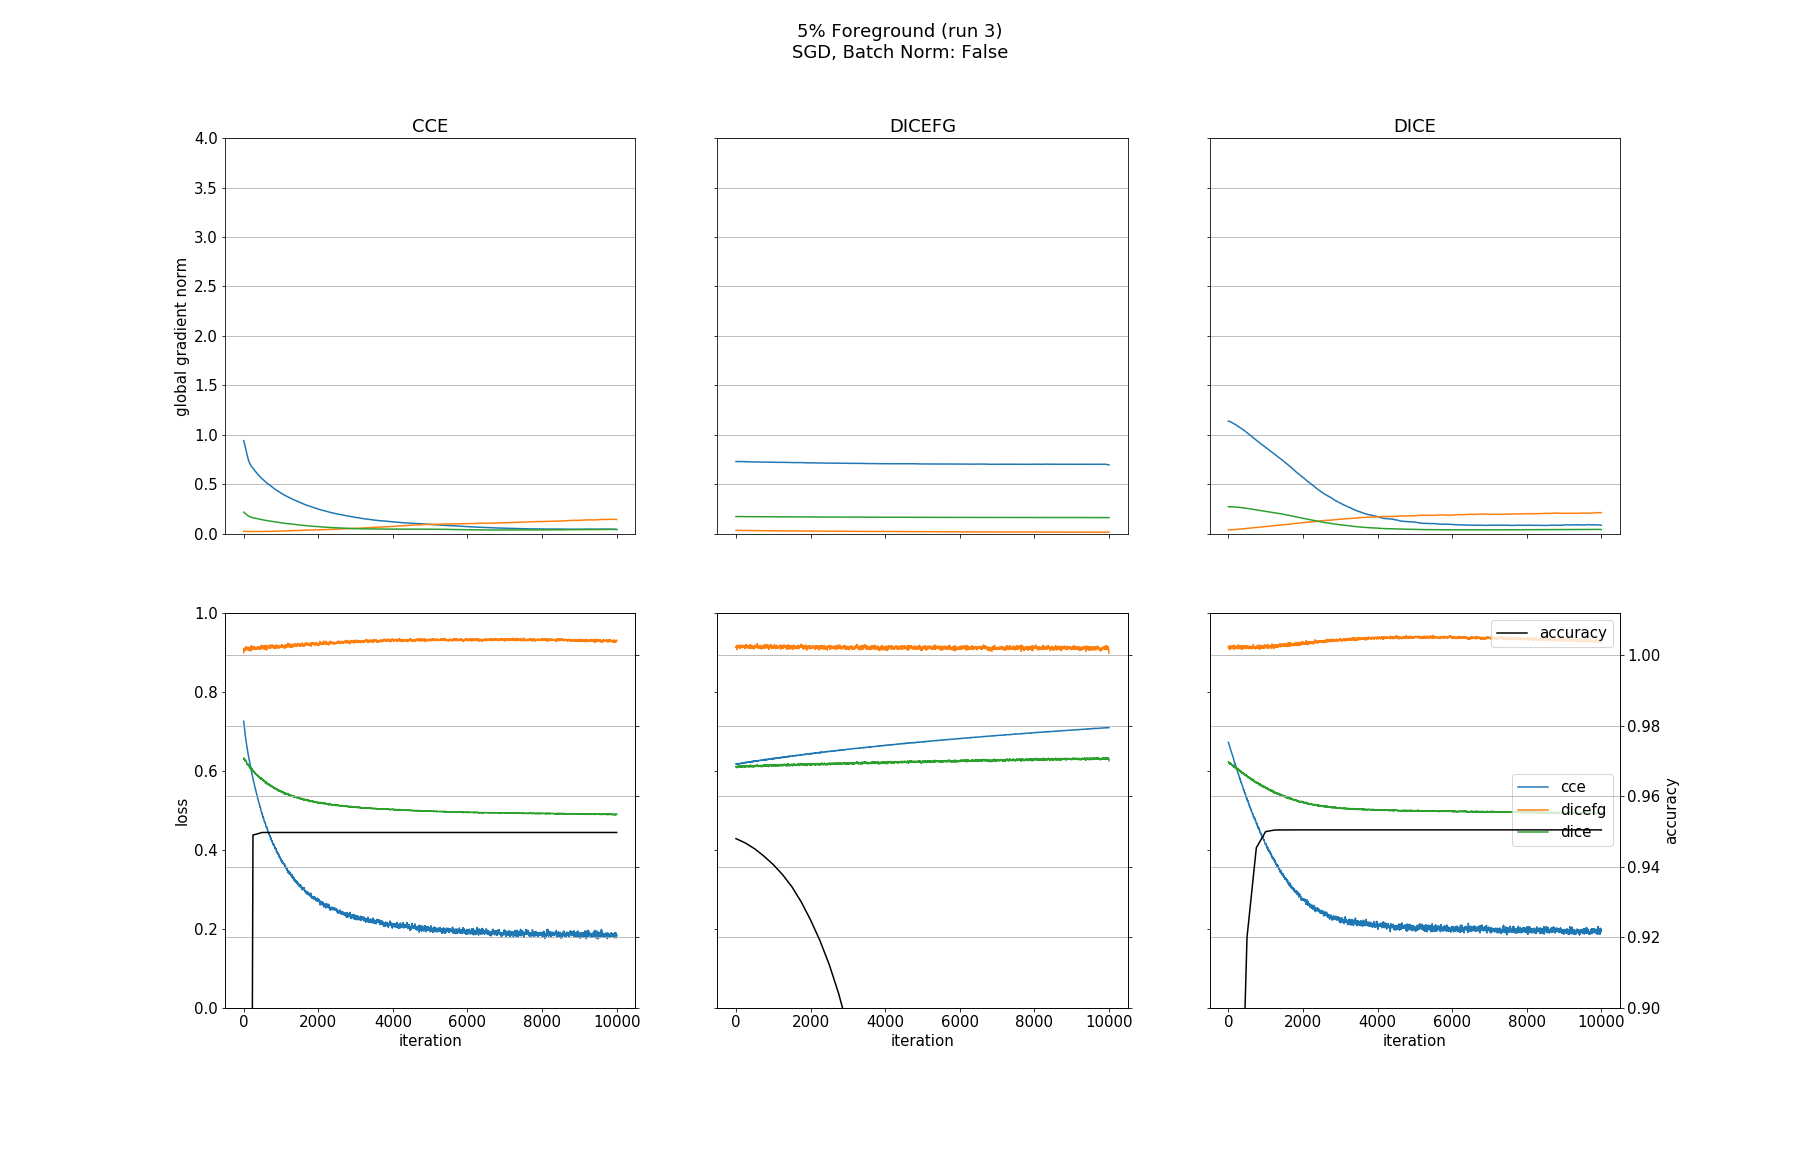 5% Foreground (run 3)
SGD, Batch Norm: False
CCE
DICEFG
DICE
4.0
3.5
3.0
2.5
2.0
1.5
1.0
0.5
0.0
global gradient norm
1.0
0.8
0.6
0.4
0.2
0.0
loss
0 2000 4000 6000 8000 10000
iteration
0 2000 4000 6000 8000 10000
iteration
accuracy
cce
dicefg
dice
1.00
0.98
0.96
0.94
0.92
0.90
accuracy
0 2000 4000 6000 8000 10000
iteration